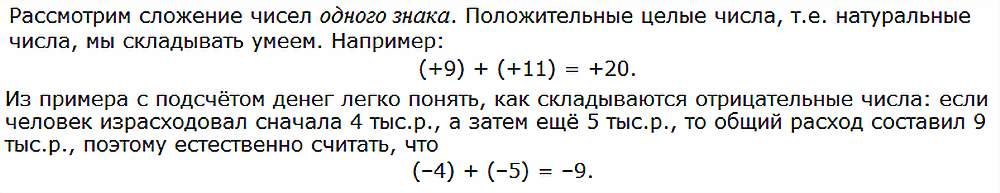 Рассмотрим сложение чисел одного знака. Положительные целые числа, т.е. натуральные
числа, мы складывать умеем. Например:
(+9) + (+11) = +20.
Из примера с подсчётом денег легко понять, как складываются отрицательные числа: если
человек израсходовал сначала 4 тыс.р., а затем ещё 5 тыс.р., то общий расход составил 9
тыс.р., поэтому естественно считать, что
(–4) + (–5) = –9.